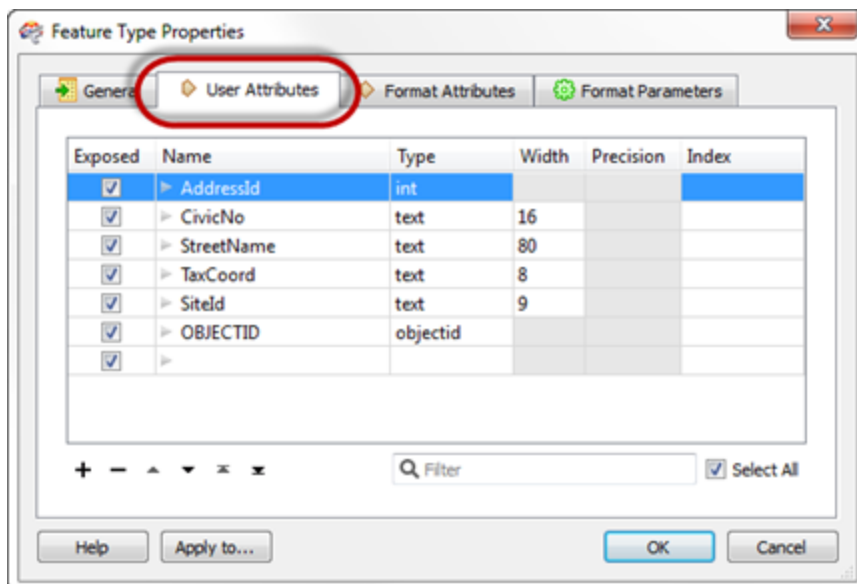 Feature Type Properties
General User Attributes Format Attributes Format Parameters
Exposed Name Type Width Precision Index
AddressId int
CivicNo text 16
StreetName text 80
TaxCoord text 8
SiteId text 9
OBJECTID objectid
Filter Select All
Help Apply to... OK Cancel